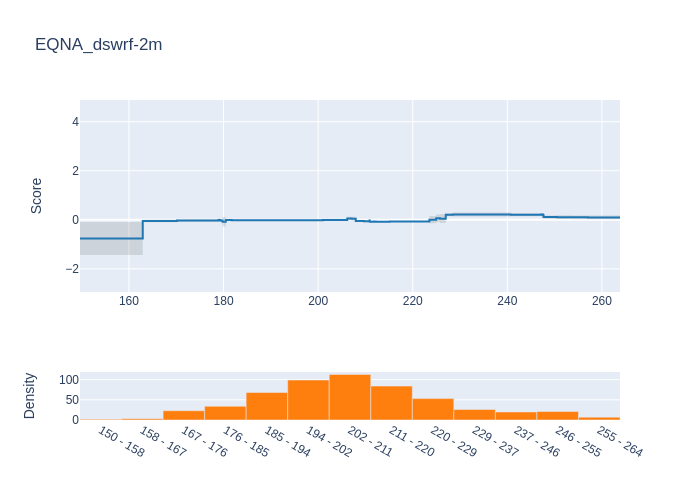 EQNA_dswrf-2m
Score
4
2
0
−2
160 180 200 220 240 260
Density
100
50
0
150 - 158
158 - 167
167 - 176
176 - 185
185 - 194
194 - 202
202 - 211
211 - 220
220 - 229
229 - 237
237 - 246
246 - 255
255 - 264